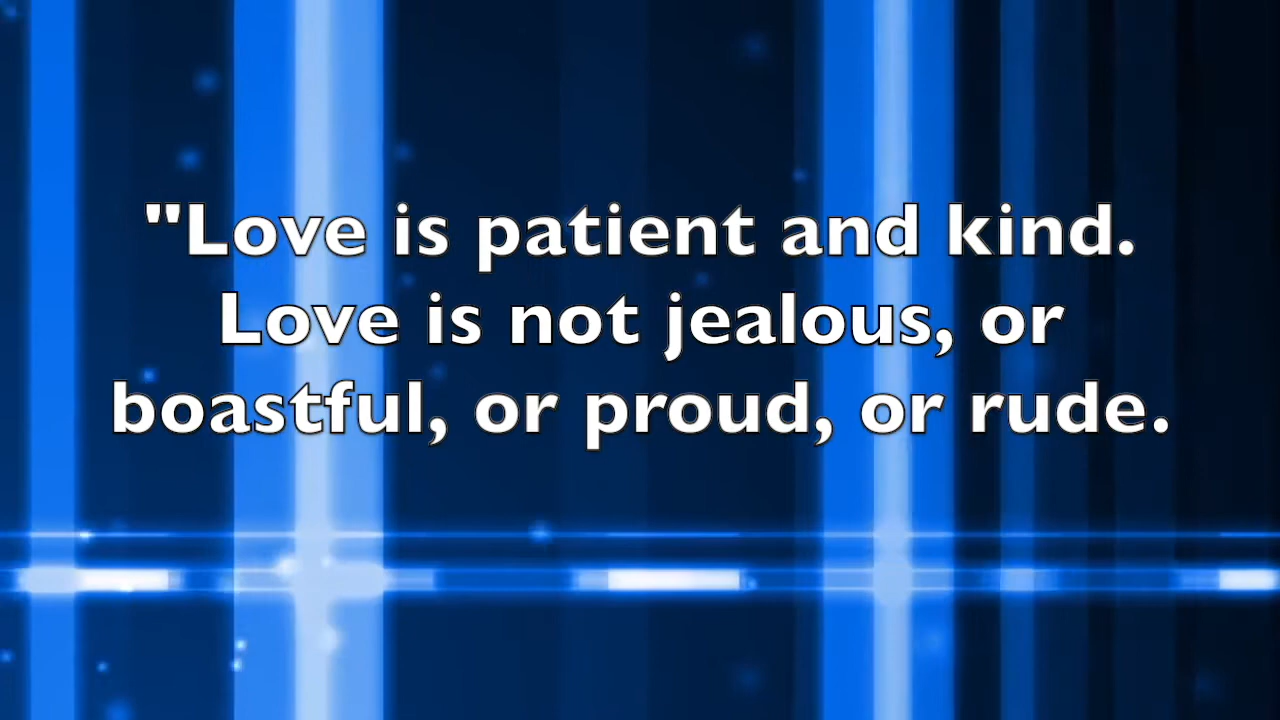 "Love is patient and kind.
Love is not jealous, or
boastful, or proud, or rude.